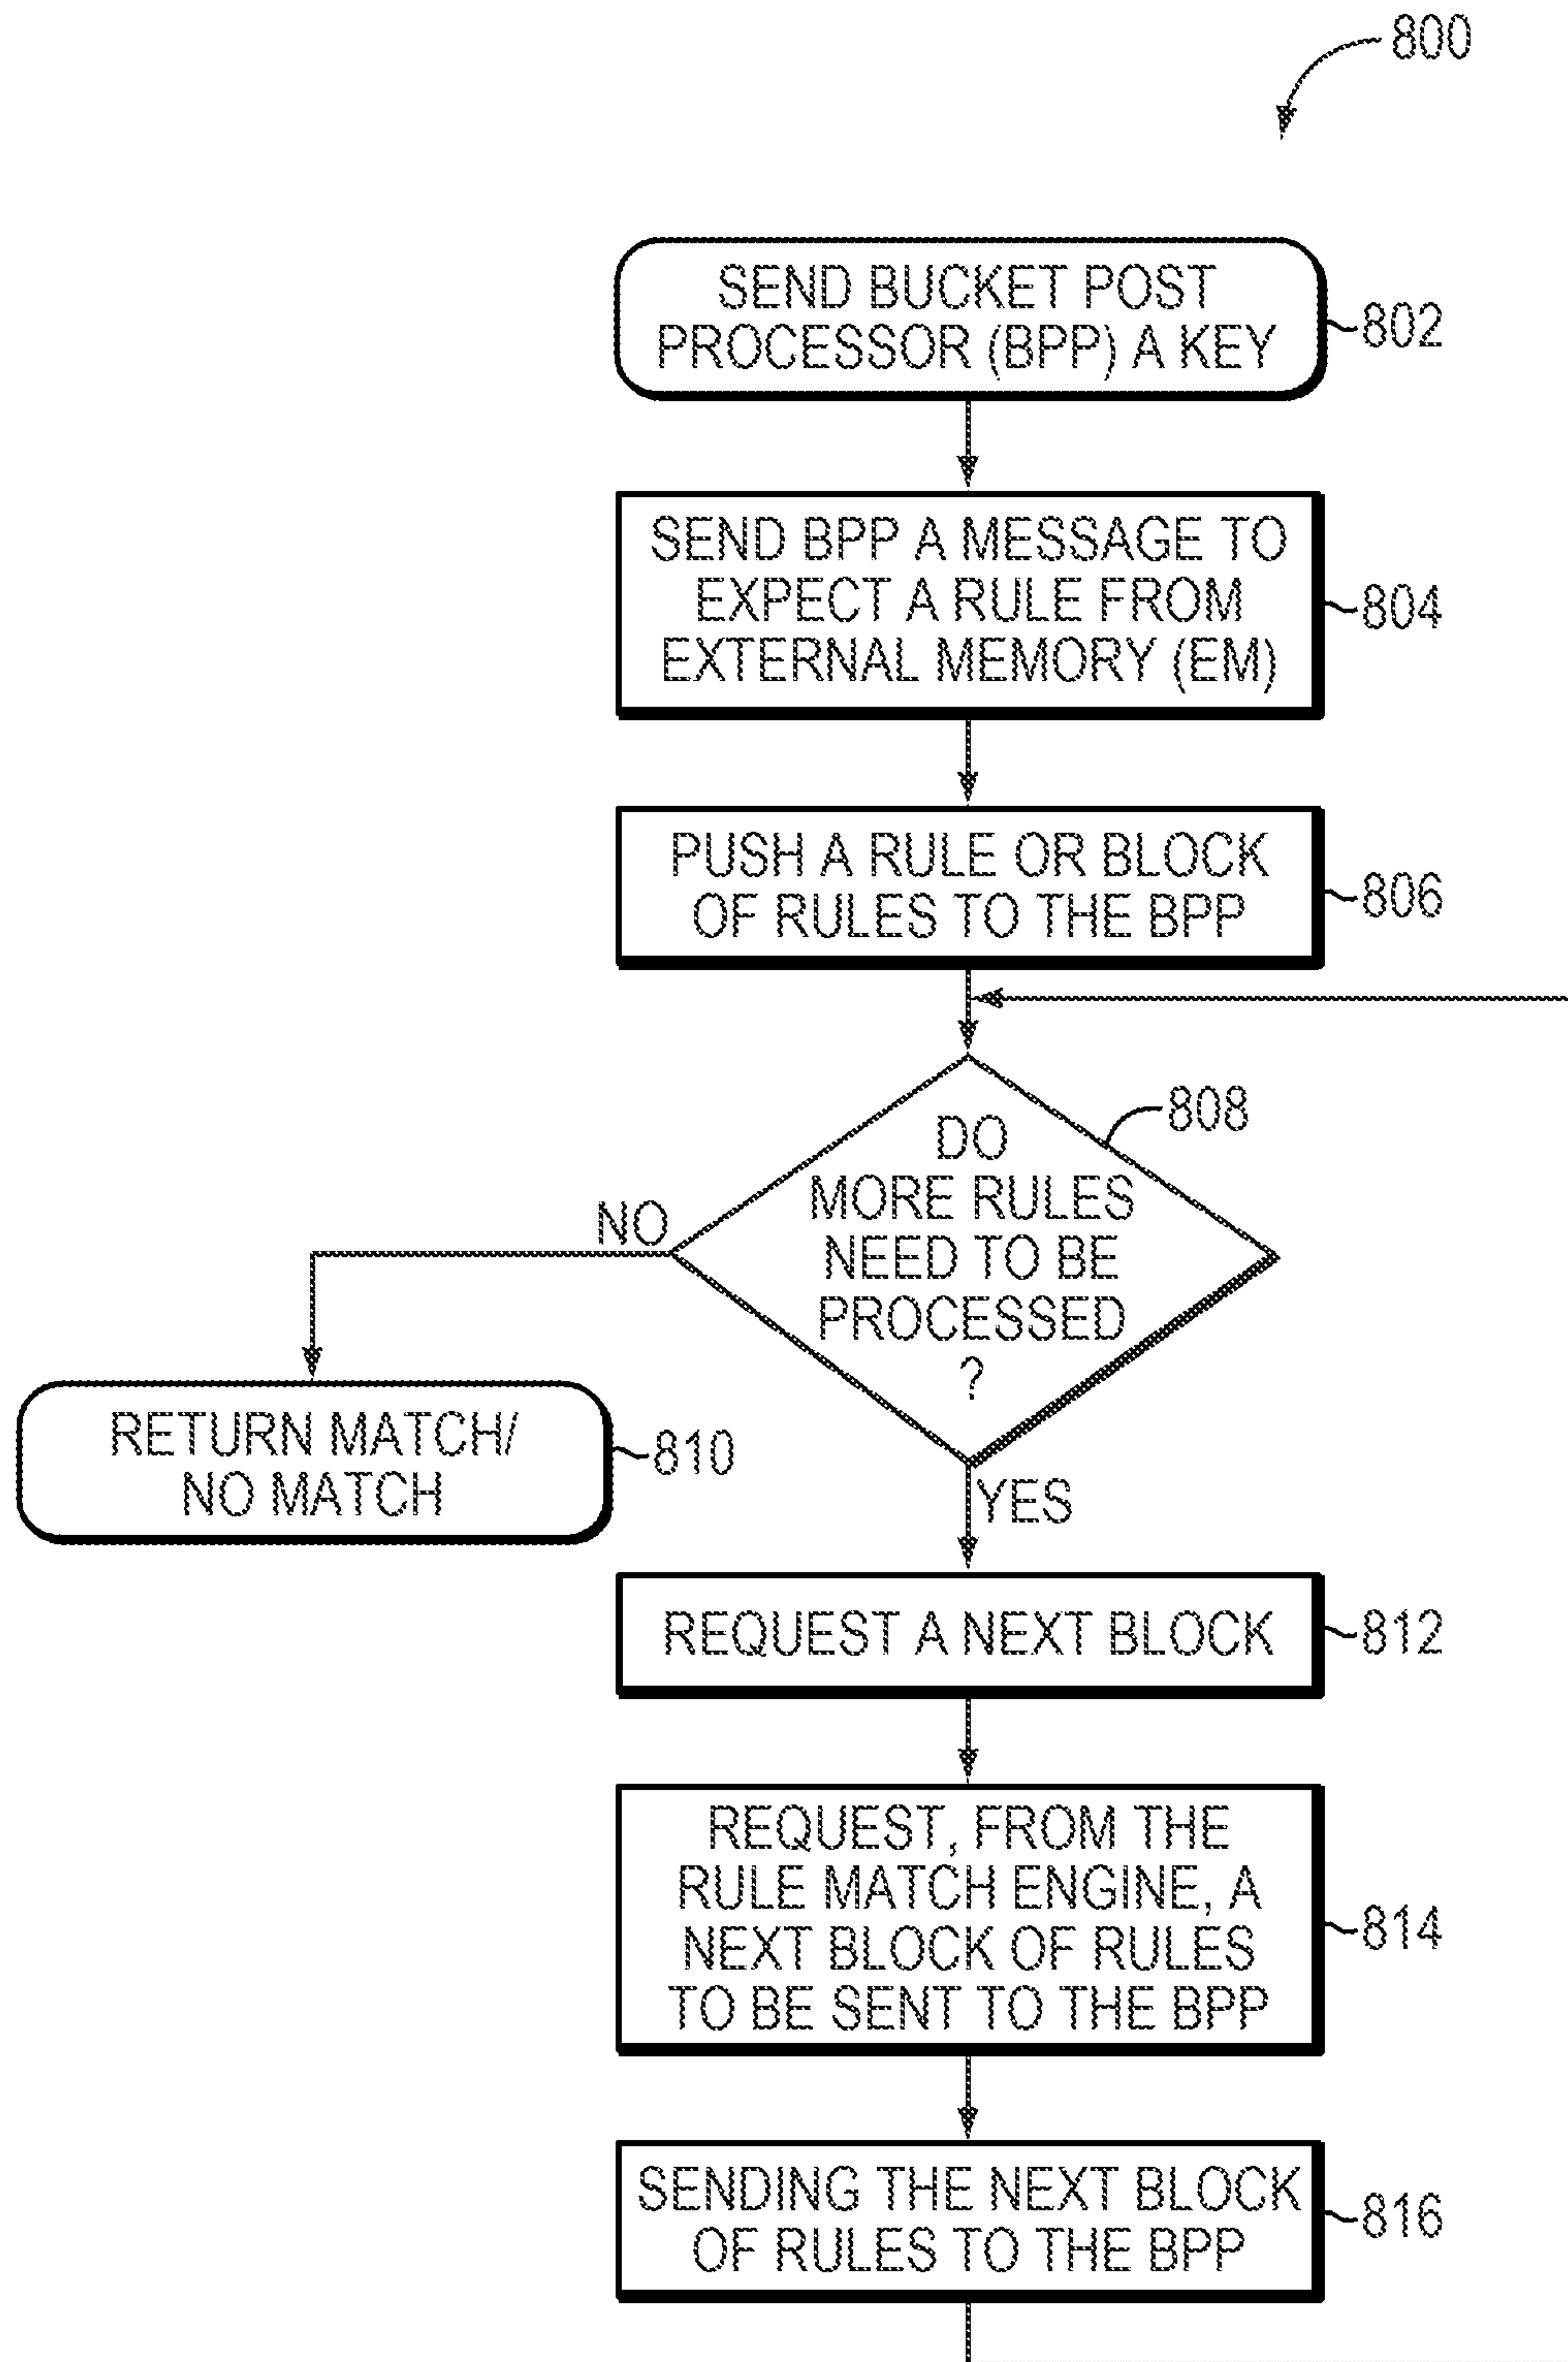 800
SEND BUCKET POST
PROCESSOR (BPP) A KEY
802
SEND BPP A MESSAGE TO
EXPECT A RULE FROM
EXTERNAL MEMORY (EM)
804
PUSH A RULE OR BLOCK
OF RULES TO THE BPP
806
DO
MORE RULES
NEED TO BE
PROCESSED
?
808
NO
RETURN MATCH/
NO MATCH
810
YES
REQUEST A NEXT BLOCK
812
REQUEST, FROM THE
RULE MATCH ENGINE, A
NEXT BLOCK OF RULES
TO BE SENT TO THE BPP
814
SENDING THE NEXT BLOCK
OF RULES TO THE BPP
816